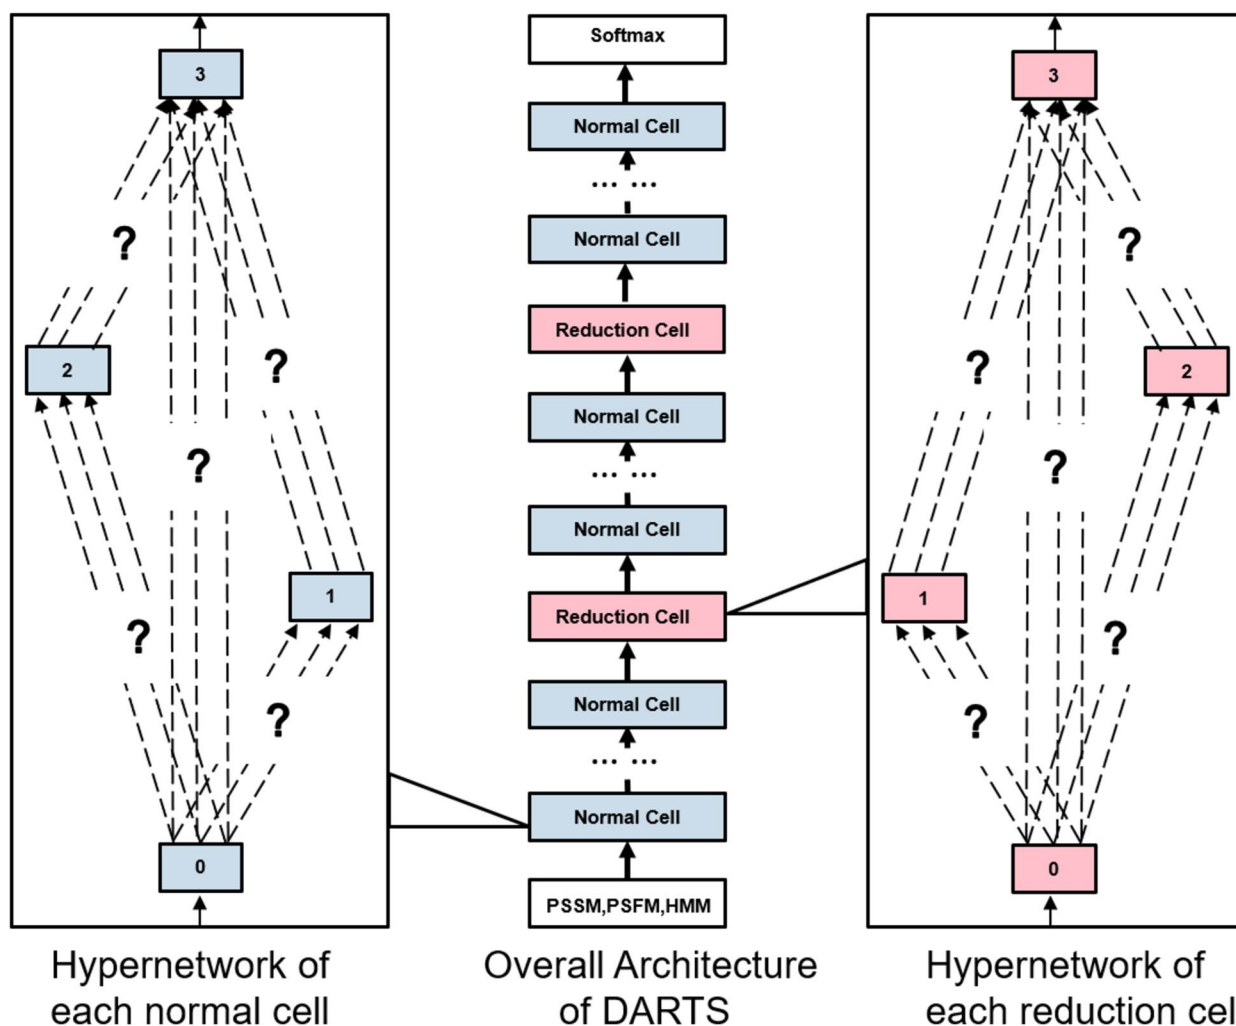 3
?
2
?
?
1
?
?
0
Hypernetwork of
each normal cell
Softmax
Normal Cell
... ...
Normal Cell
Reduction Cell
Normal Cell
... ...
Normal Cell
Reduction Cell
Normal Cell
... ...
Normal Cell
PSSM,PSFM,HMM
Overall Architecture
of DARTS
3
?
?
2
?
1
?
?
0
Hypernetwork of
each reduction cel